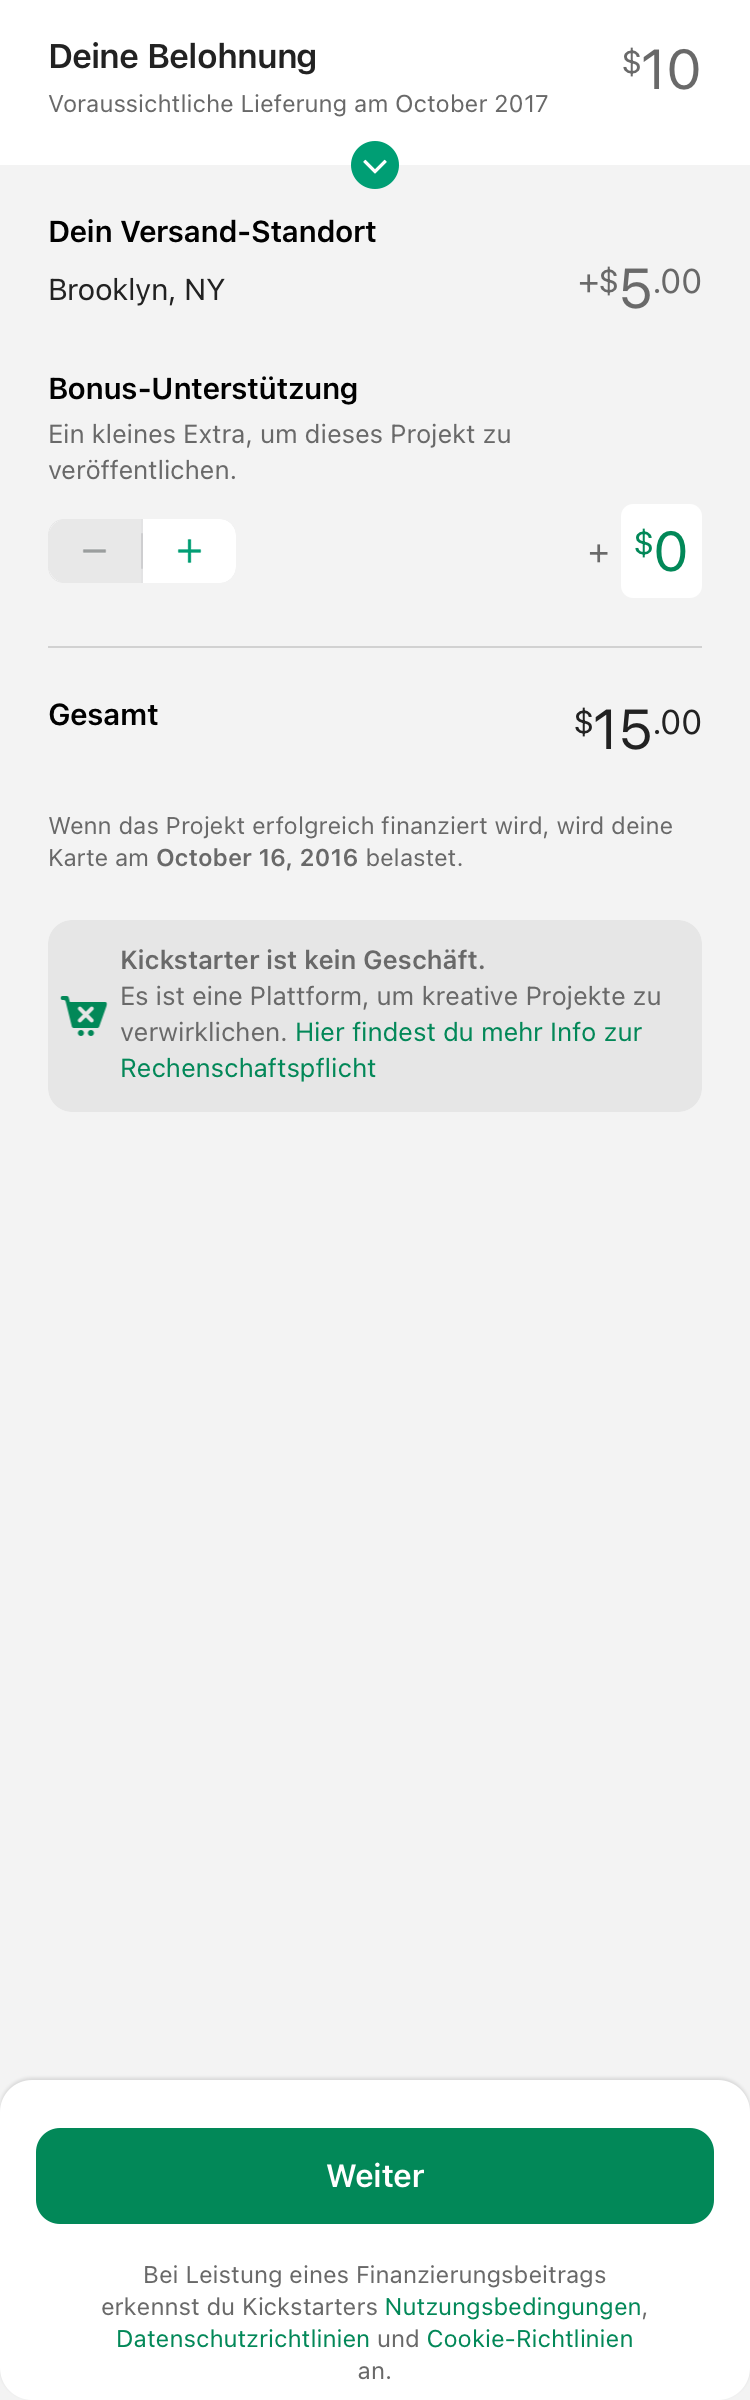 Deine Belohnung
$10
Voraussichtliche Lieferung am October 2017
Dein Versand-Standort
Brooklyn, NY
+$5.00
Bonus-Unterstützung
Ein kleines Extra, um dieses Projekt zu
veröffentlichen.
− +
+ $0
Gesamt
$15.00
Wenn das Projekt erfolgreich finanziert wird, wird deine
Karte am October 16, 2016 belastet.
Kickstarter ist kein Geschäft.
Es ist eine Plattform, um kreative Projekte zu
verwirklichen. Hier findest du mehr Info zur
Rechenschaftspflicht
Weiter
Bei Leistung eines Finanzierungsbeitrags
erkennst du Kickstarters Nutzungsbedingungen,
Datenschutzrichtlinien und Cookie-Richtlinien
an.